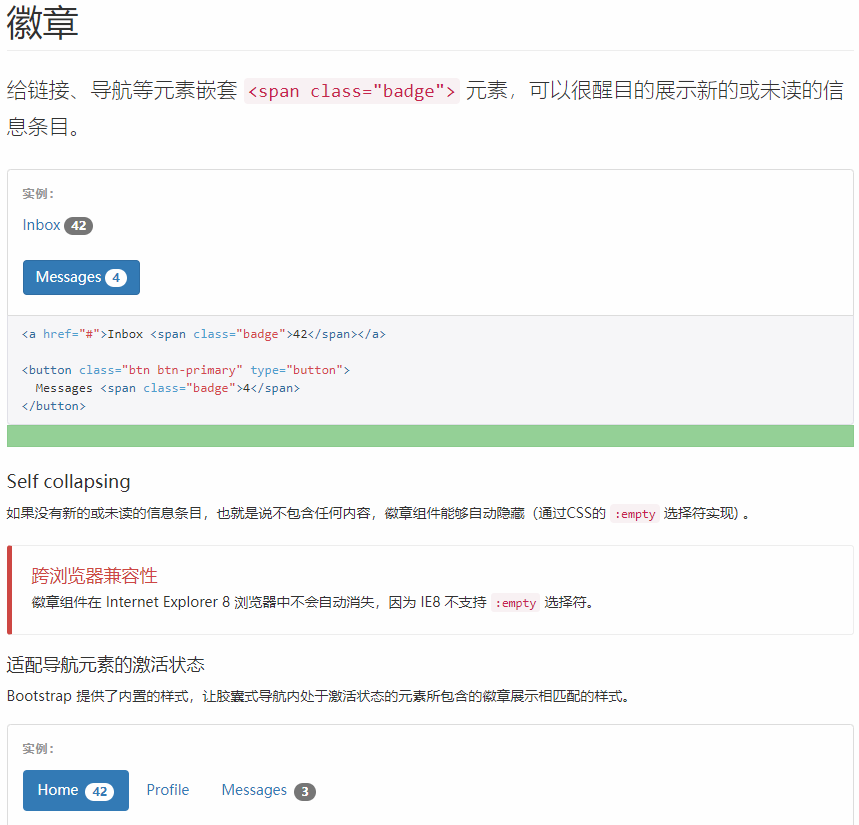 徽章
给链接、导航等元素嵌套 <span class="badge"> 元素，可以很醒目的展示新的或未读的信
息条目。
实例：
Inbox 42
Messages 4
<a href="#">Inbox <span class="badge">42</span></a>
<button class="btn btn-primary" type="button">
  Messages <span class="badge">4</span>
</button>
Self collapsing
如果没有新的或未读的信息条目，也就是说不包含任何内容，徽章组件能够自动隐藏（通过CSS的 :empty 选择符实现) 。
跨浏览器兼容性
徽章组件在 Internet Explorer 8 浏览器中不会自动消失，因为 IE8 不支持 :empty 选择符。
适配导航元素的激活状态
Bootstrap 提供了内置的样式，让胶囊式导航内处于激活状态的元素所包含的徽章展示相匹配的样式。
实例：
Home 42 Profile Messages 3